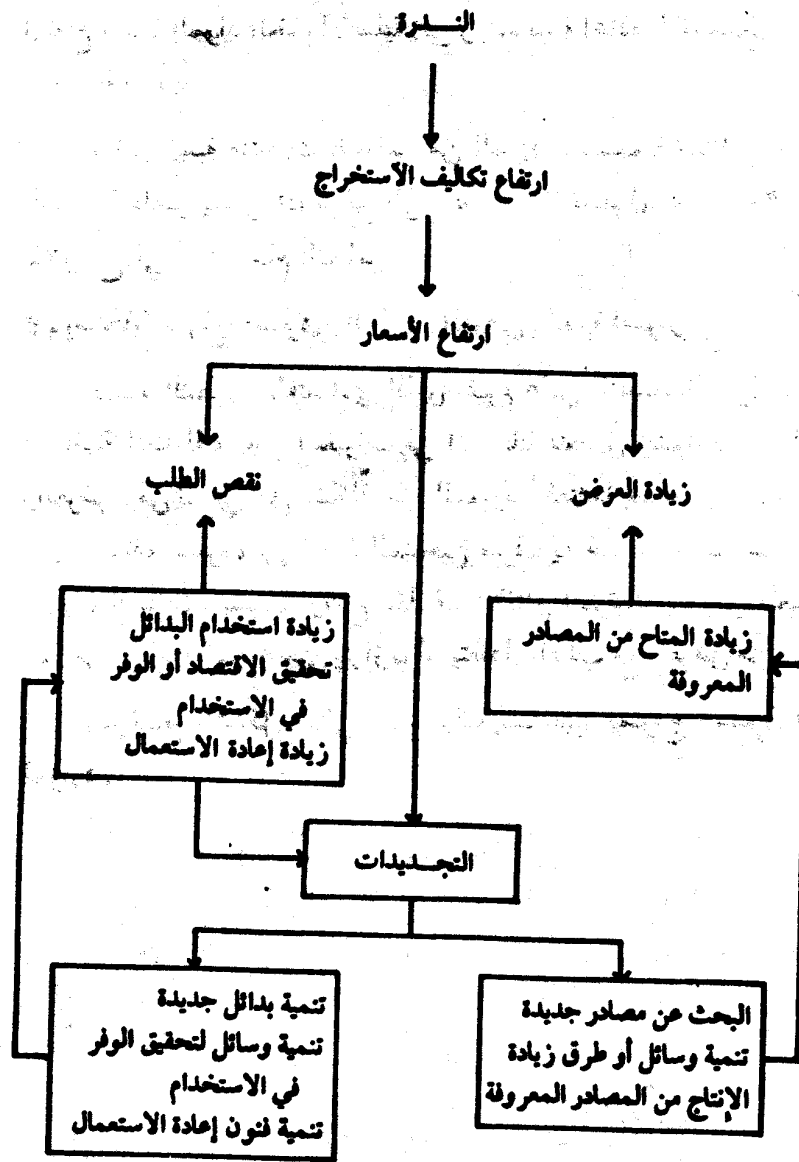 النـــدرة
ارتفاع تكاليف الاستخراج
ارتفاع الأسعار
زيادة العرض
نقص الطلب
زيادة المتاح من المصادر
المعروفة
زيادة استخدام البدائل
تحقيق الاقتصاد أو الوفر
في الاستخدام
زيادة إعادة الاستعمال
التجـــديدات
البحث عن مصادر جديدة
تنمية وسائل أو طرق زيادة
الإنتاج من المصادر المعروفة
تنمية بدائل جديدة
تنمية وسائل لتحقيق الوفر
في الاستخدام
تنمية فنون إعادة الاستعمال